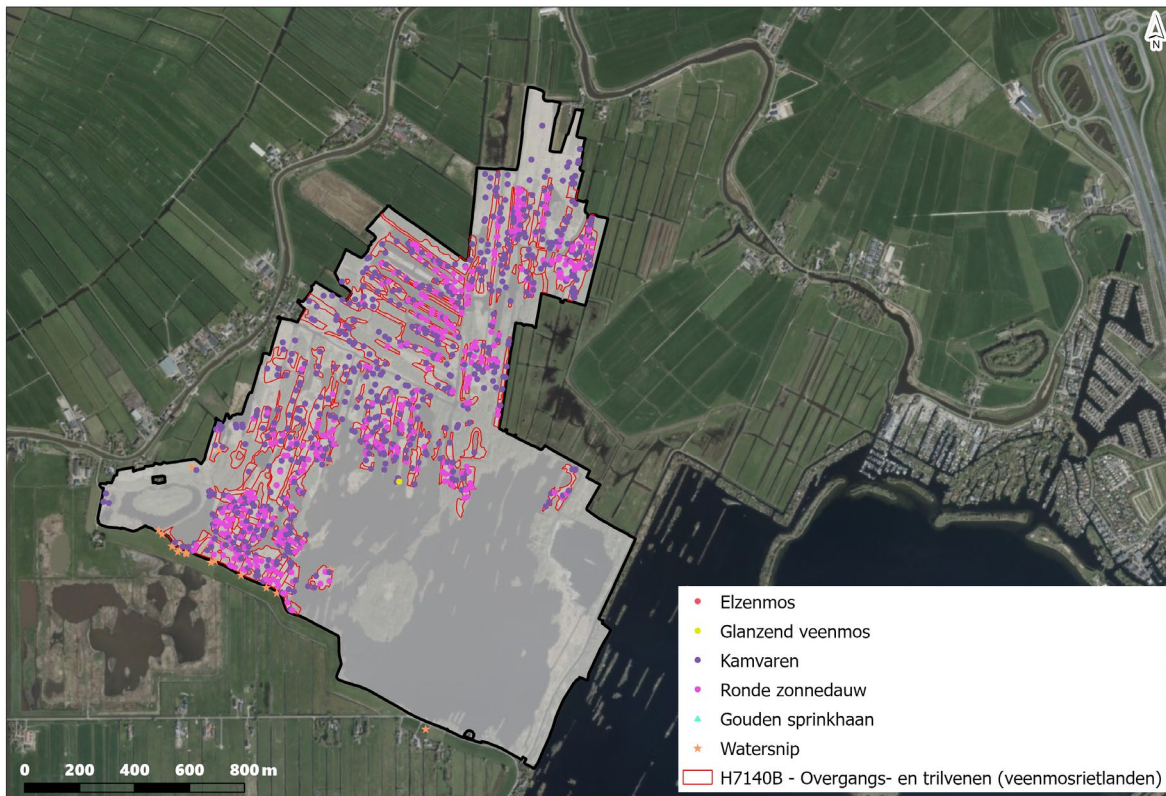 N
Elzenmos
Glanzend veenmos
Kamvaren
Ronde zonnedauw
Gouden sprinkhaan
Watersnip
H7140B - Overgangs- en trilvenen (veenmosrietlanden)
0 200 400 600 800 m